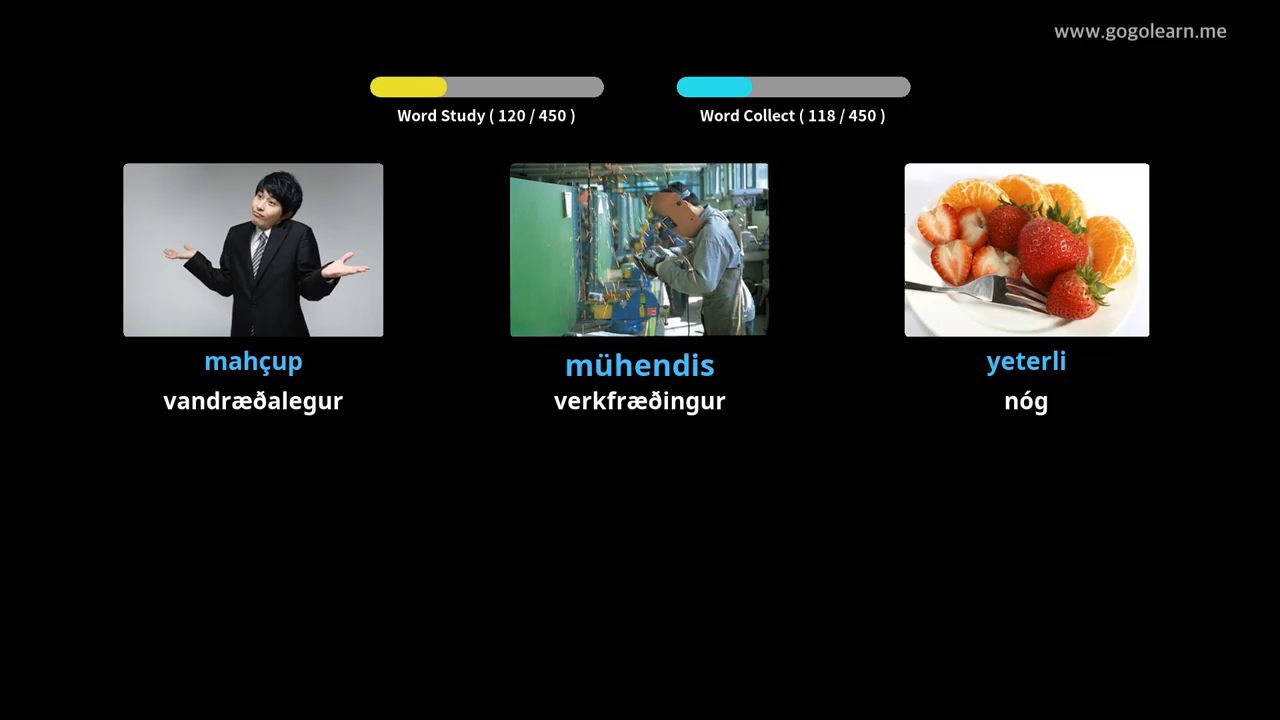 www.gogolearn.me
Word Study ( 120 / 450 )
Word Collect ( 118 / 450 )
mahçup
vandræðalegur
mühendis
verkfræðingur
yeterli
nóg